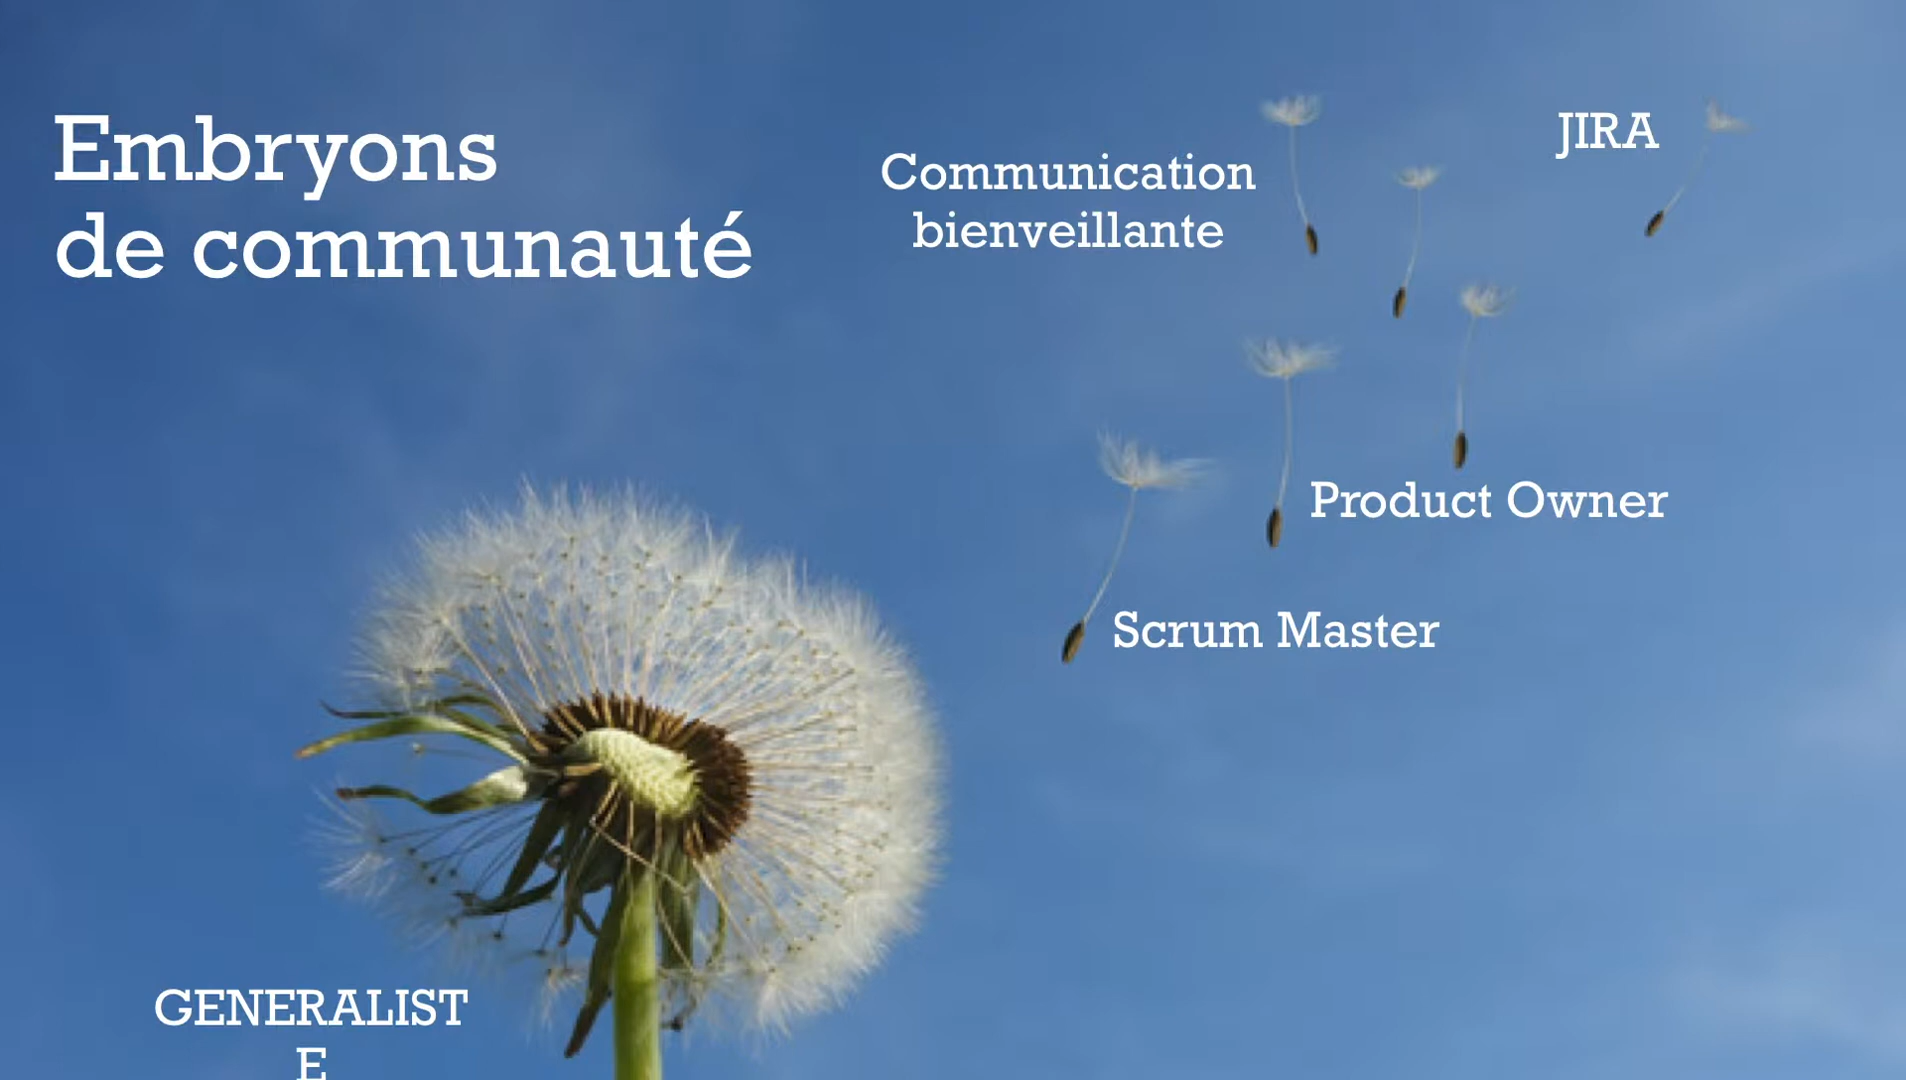 Embryons
de communauté
Communication
bienveillante
JIRA
Product Owner
Scrum Master
GENERALIST
E